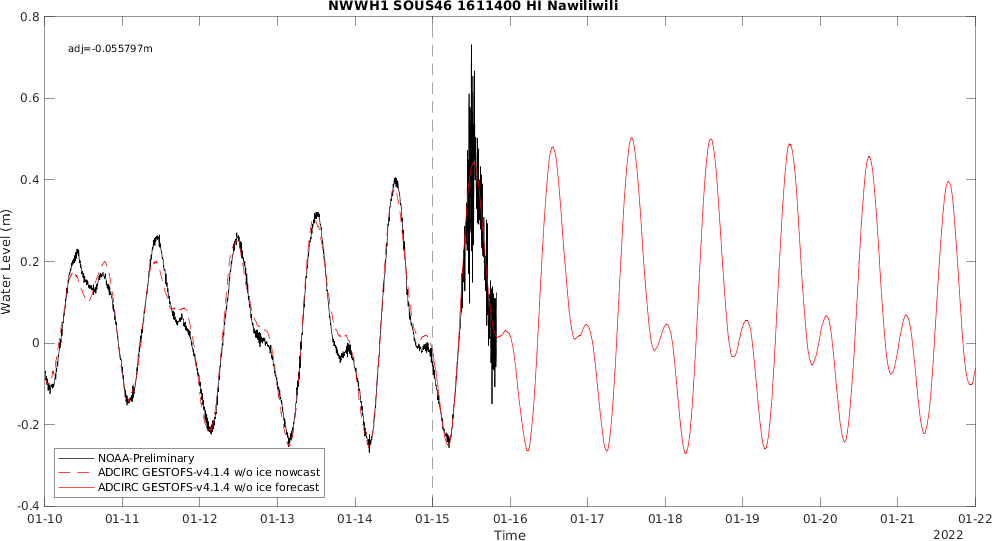 NWWH1 SOUS46 1611400 HI Nawiliwili
0.8
adj=-0.055797m
0.6
0.4
0.2
0
-0.2
-0.4
Water Level (m)
NOAA-Preliminary
ADCIRC GESTOFS-v4.1.4 w/o ice nowcast
ADCIRC GESTOFS-v4.1.4 w/o ice forecast
01-10 01-11 01-12 01-13 01-14 01-15 01-16 01-17 01-18 01-19 01-20 01-21 01-22
Time
2022